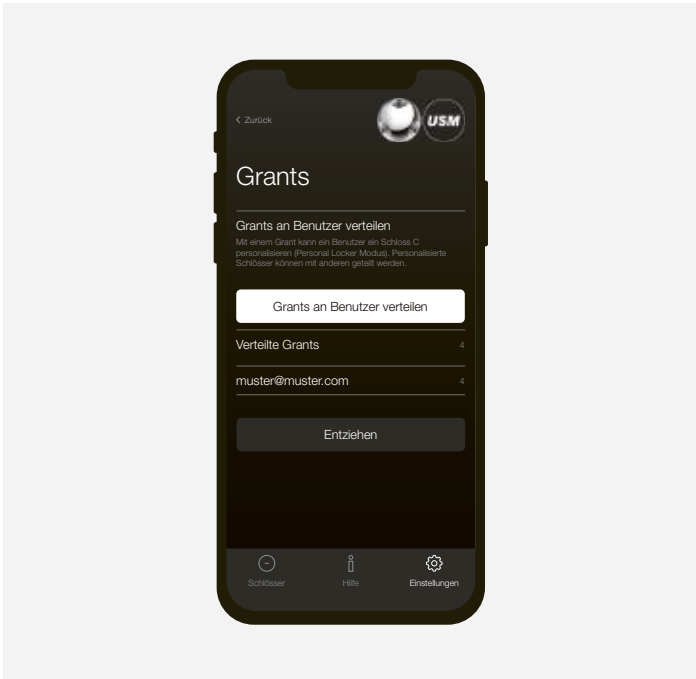 Zurück
USM
Grants
Grants an Benutzer verteilen
Mit einem Grant kann ein Benutzer ein Schloss C
personalisieren (Personal Locker Modus). Personalisierte
Schlösser können mit anderen geteilt werden.
Grants an Benutzer verteilen
Verteilte Grants 4
muster@muster.com 4
Entziehen
Schlösser Hilfe Einstellungen